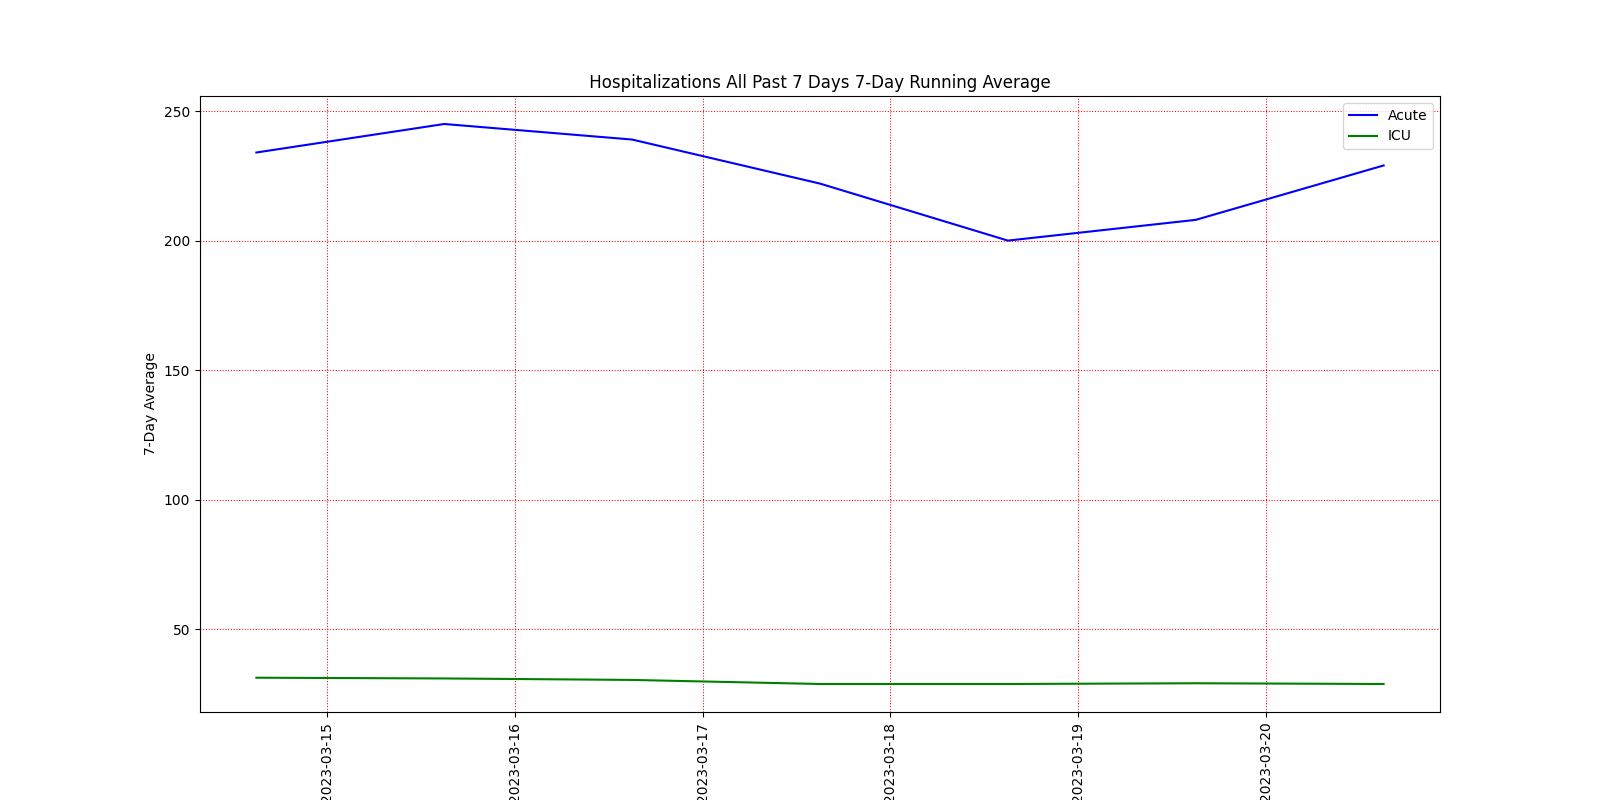 Hospitalizations All Past 7 Days 7-Day Running Average
Acute
ICU
7-Day Average
250
200
150
100
50
2023-03-15
2023-03-16
2023-03-17
2023-03-18
2023-03-19
2023-03-20